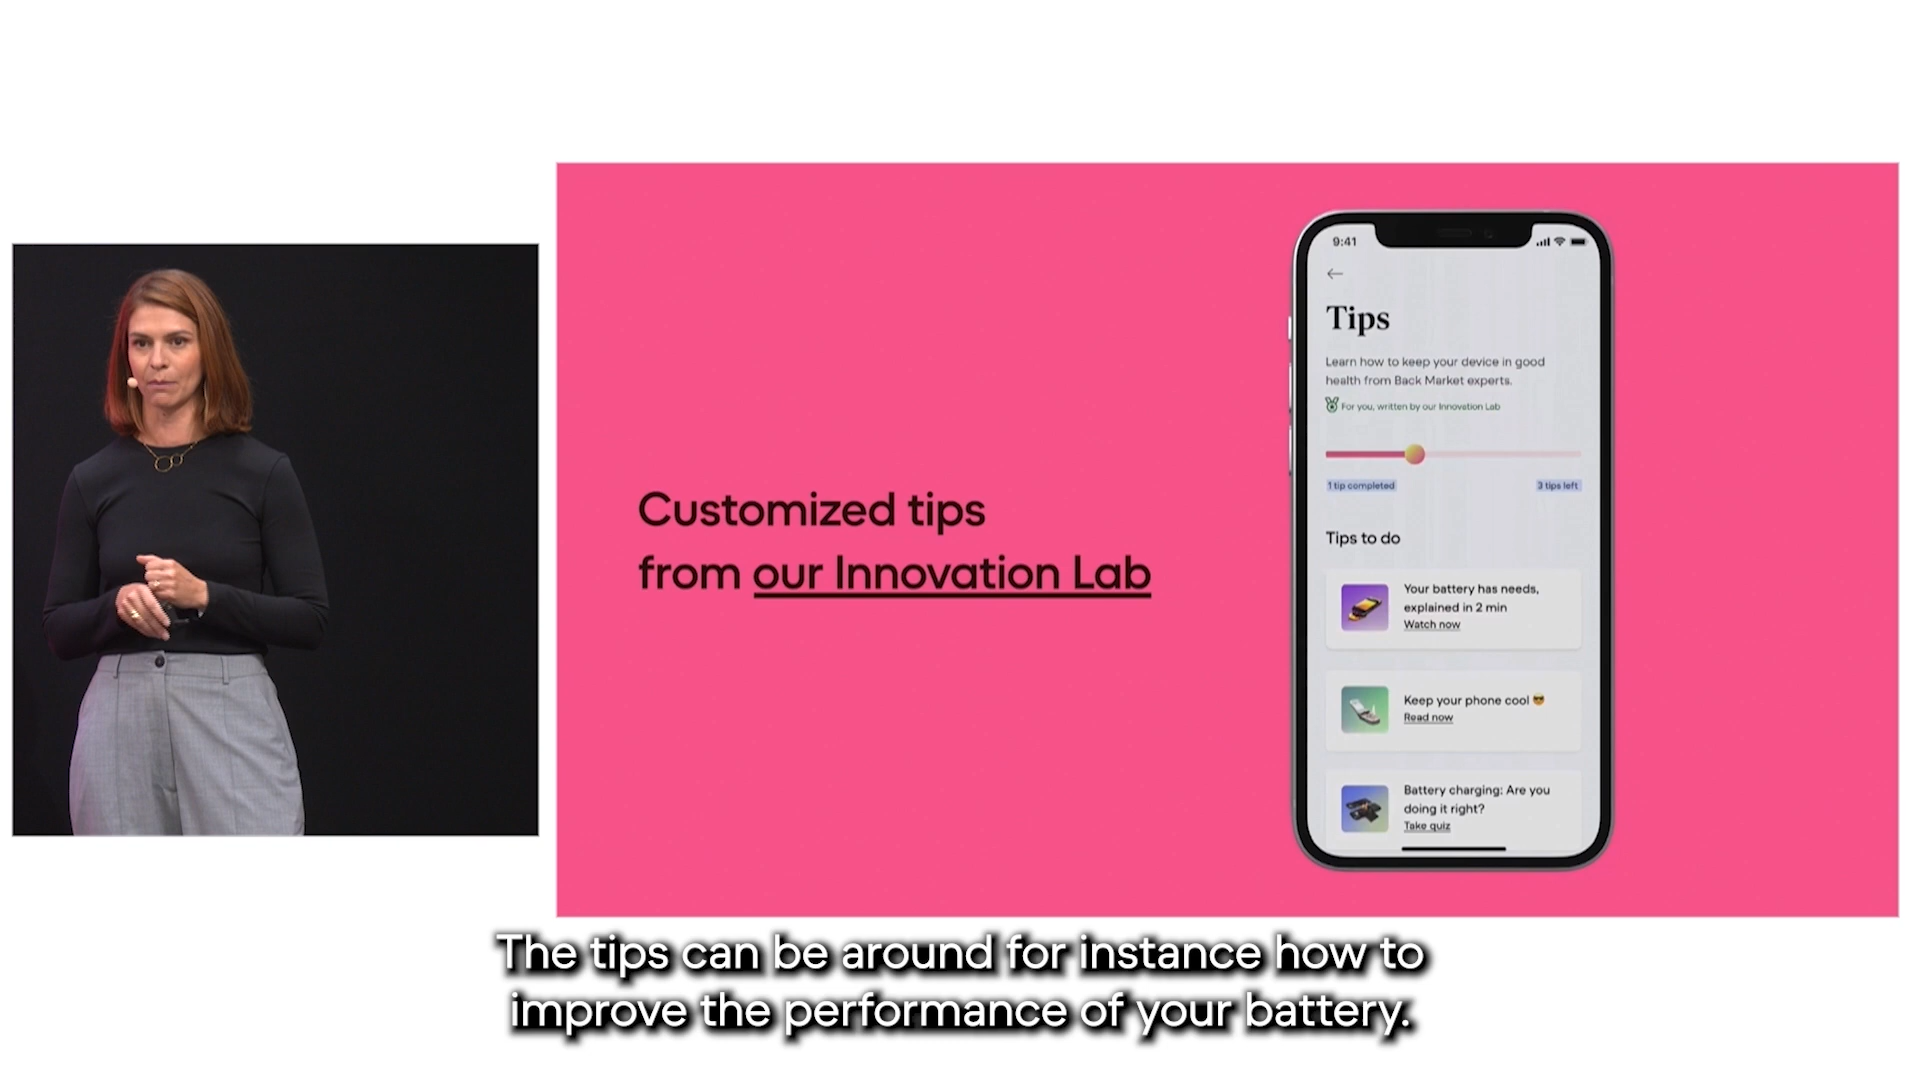 Customized tips
from our Innovation Lab
9:41
Tips
Learn how to keep your device in good
health from Back Market experts.
For you, written by our Innovation Lab
1 tip completed
3 tips left
Tips to do
Your battery has needs,
explained in 2 min
Watch now
Keep your phone cool 😎
Read now
Battery charging: Are you
doing it right?
Take quiz
The tips can be around for instance how to
improve the performance of your battery.